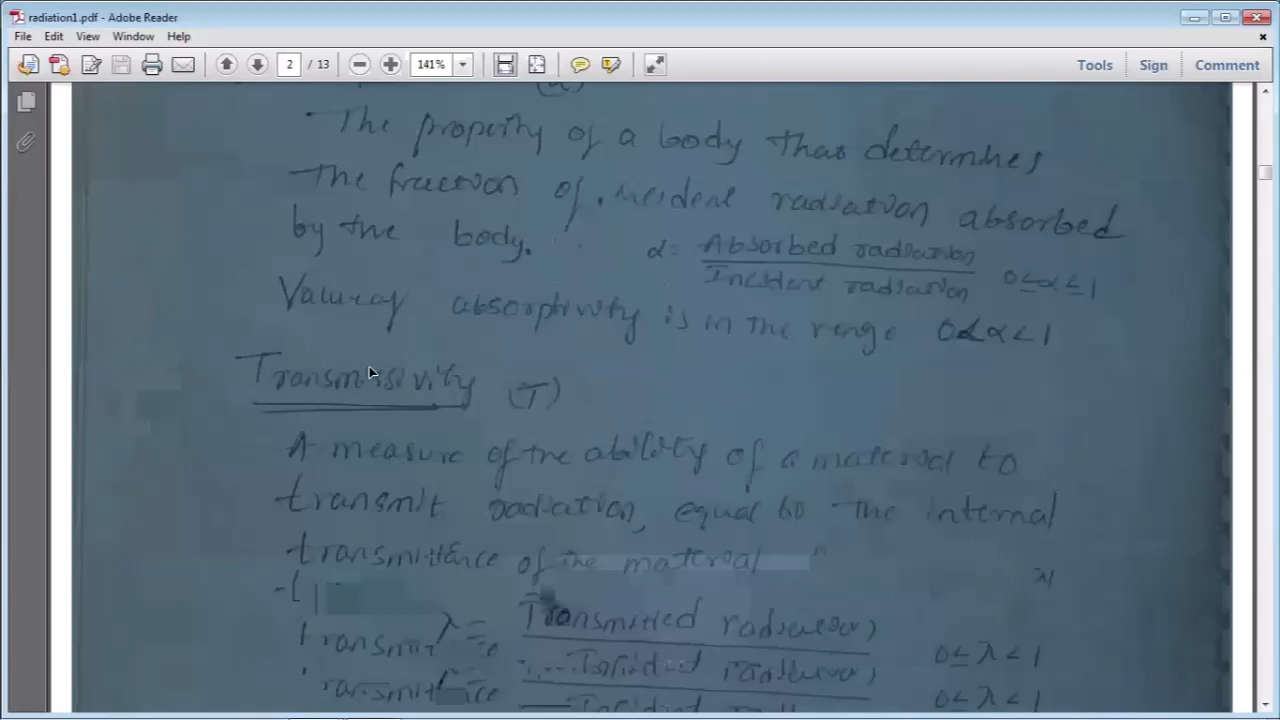 radiation1.pdf - Adobe Reader
File Edit View Window Help
2 / 13 141% Tools Sign Comment
(α)
The property of a body that determines
The fraction of incident radiation absorbed
by the body. α = Absorbed radiation
Incident radiation 0≤α≤1
absorptivity is in the range 0<α<1
Transmissivity (T)
A measure of the ability of a material to
transmit radiation, equal to the internal
transmittance of the material "
λ = Transmitted radiation
0≤λ<1
transmi
Incident radiation
0≤λ<1